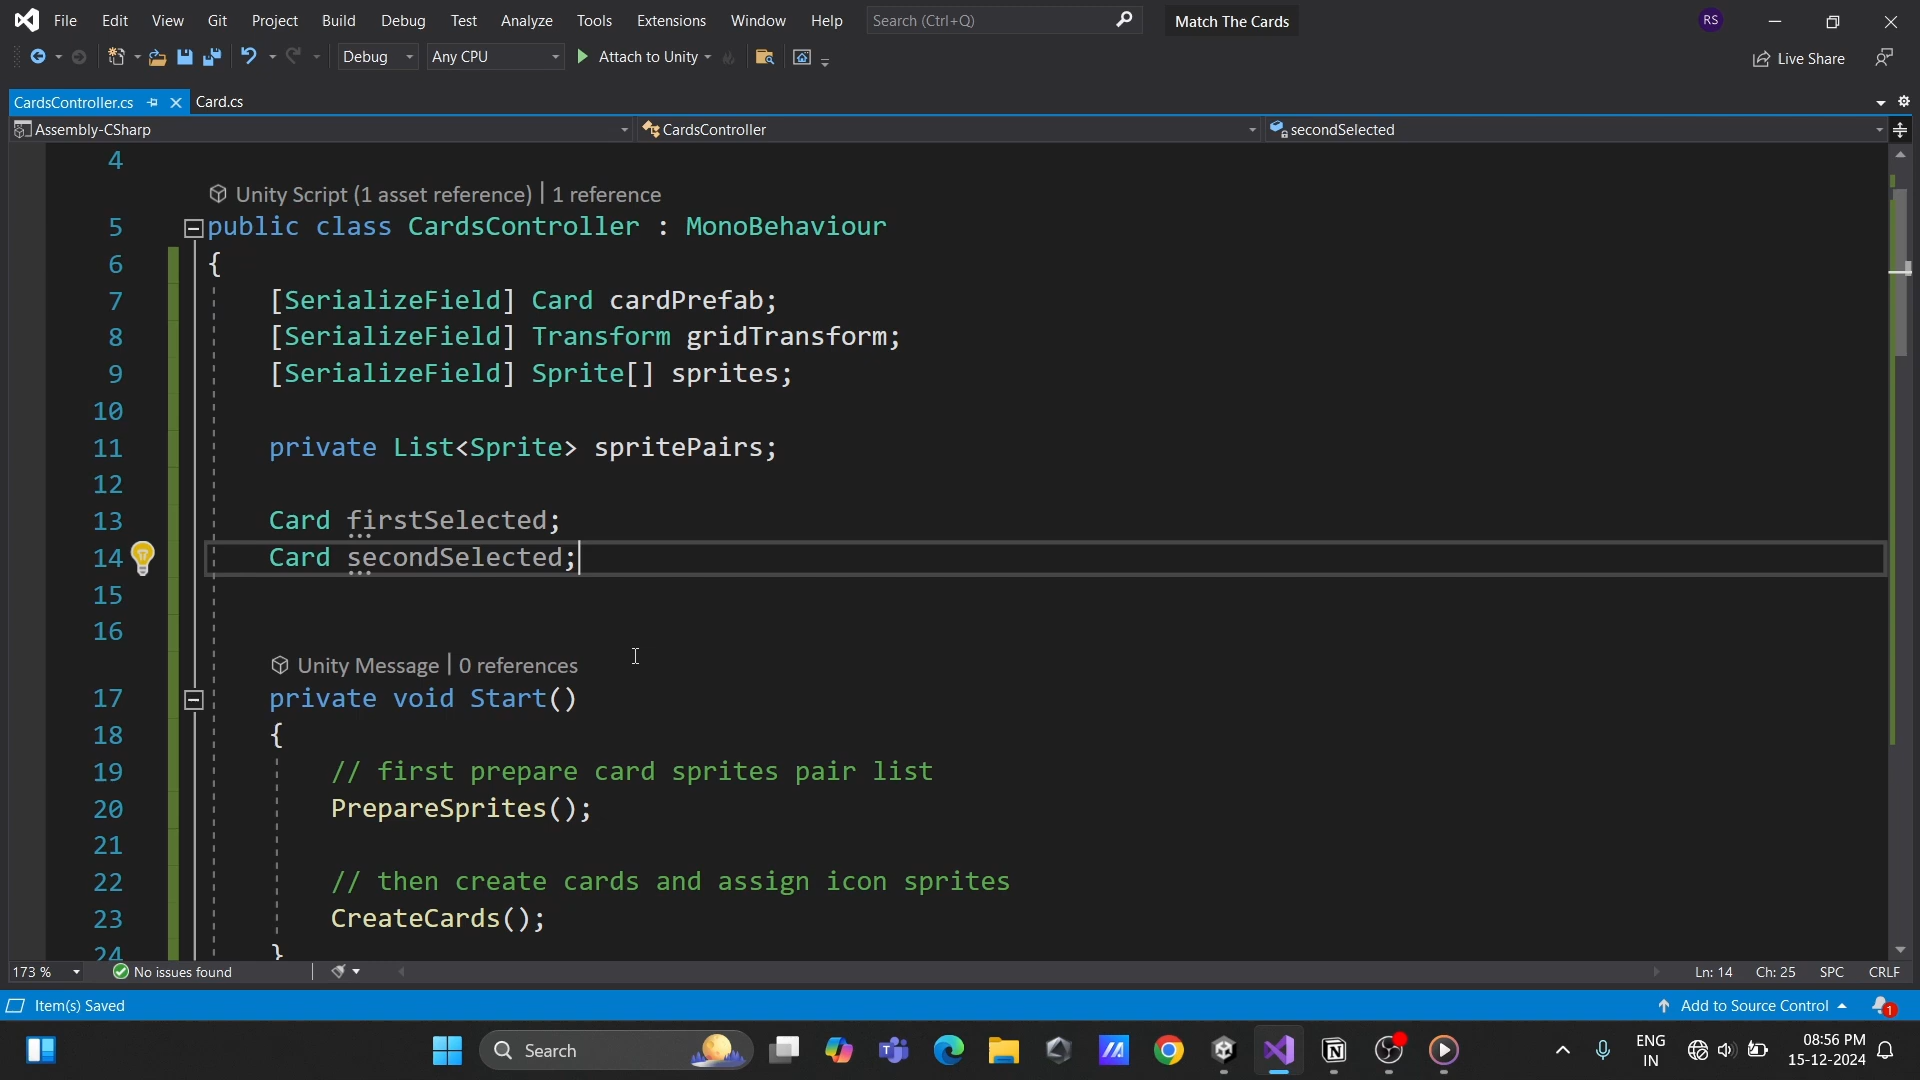 File Edit View Git Project Build Debug Test Analyze Tools Extensions Window Help Search (Ctrl+Q) Match The Cards RS
Debug Any CPU Attach to Unity Live Share
CardsController.cs Card.cs
Assembly-CSharp CardsController secondSelected
4
Unity Script (1 asset reference) | 1 reference
5 public class CardsController : MonoBehaviour
6 {
7 [SerializeField] Card cardPrefab;
8 [SerializeField] Transform gridTransform;
9 [SerializeField] Sprite[] sprites;
10
11 private List<Sprite> spritePairs;
12
13 Card firstSelected;
14 Card secondSelected;
15
16
Unity Message | 0 references
17 private void Start()
18 {
19 // first prepare card sprites pair list
20 PrepareSprites();
21
22 // then create cards and assign icon sprites
23 CreateCards();
24 }
173 % No issues found Ln: 14 Ch: 25 SPC CRLF
Item(s) Saved Add to Source Control 1
Search ENG IN 08:56 PM 15-12-2024